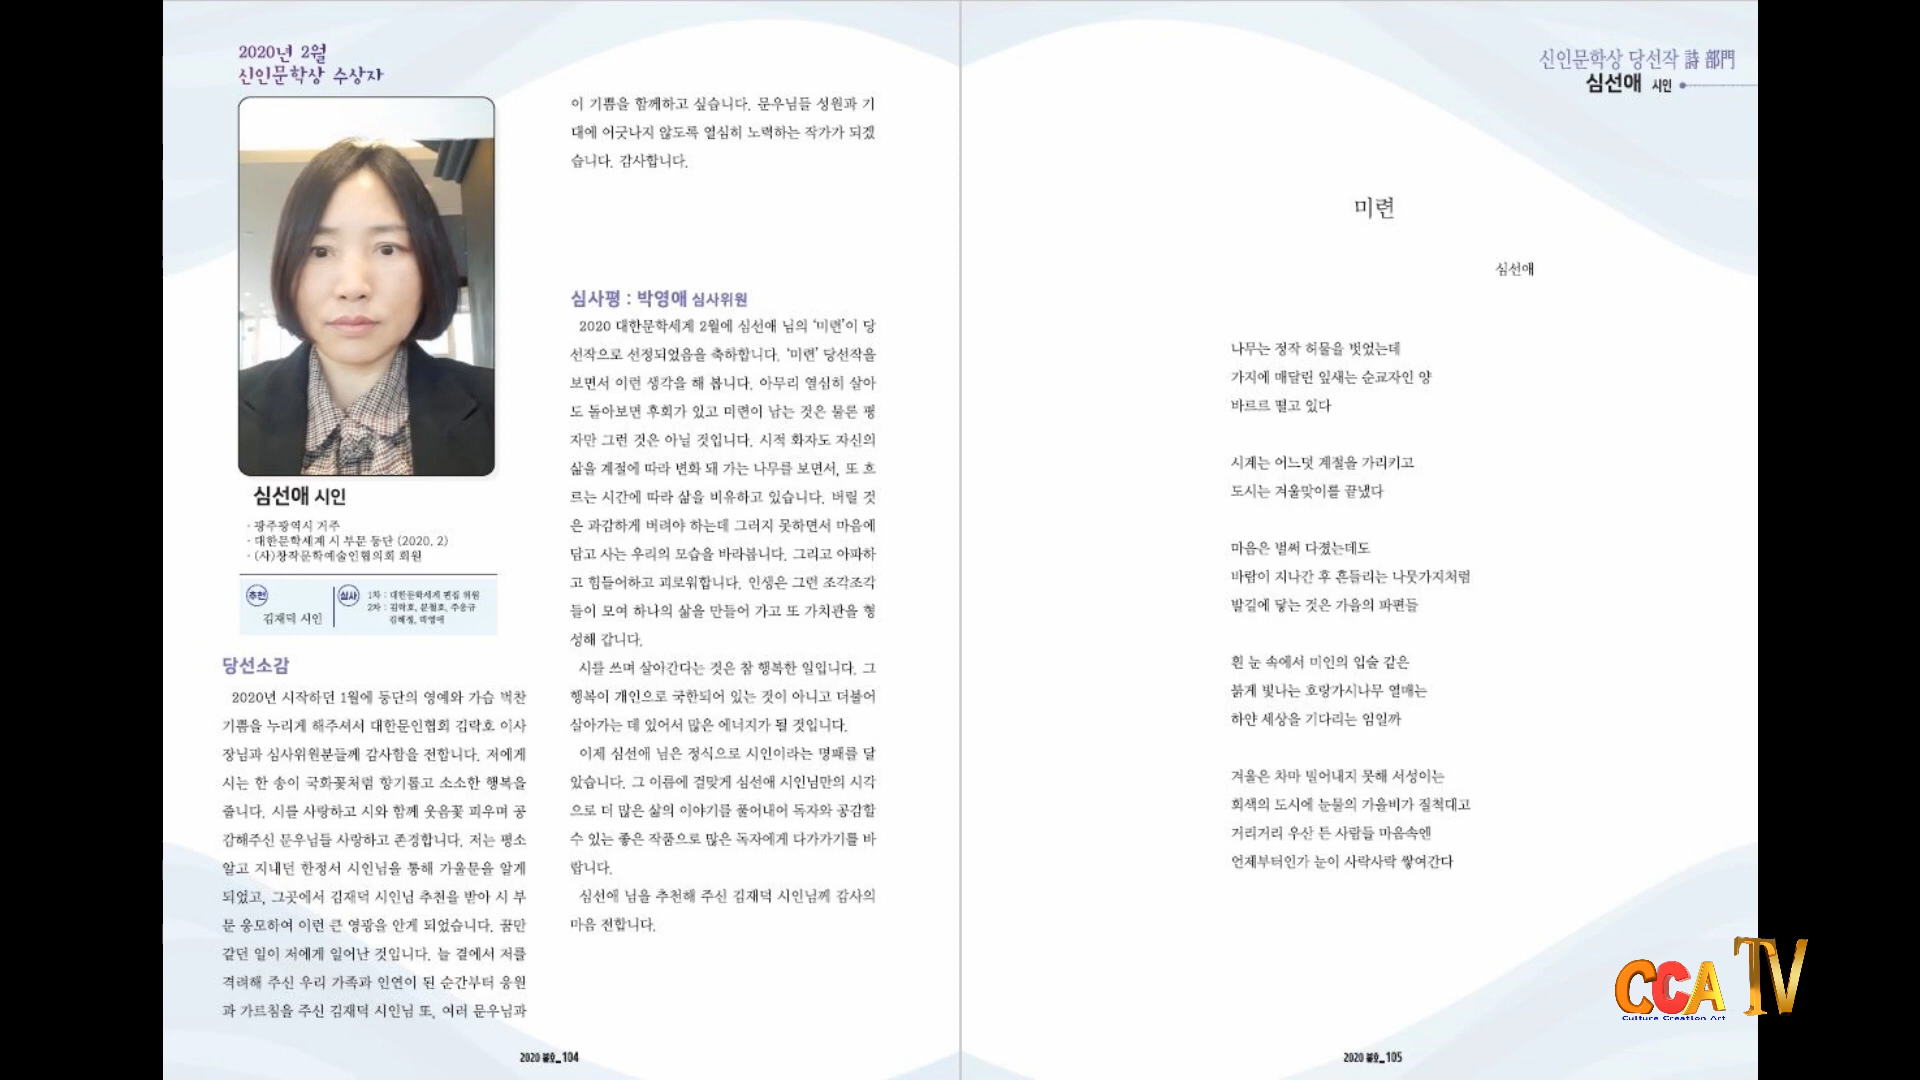 2020년 2월
신인문학상 수상자
심선애 시인
· 광주광역시 거주
· 대한문학세계 시 부문 등단 (2020. 2)
· (사)창작문학예술인협의회 회원
추천
김재덕 시인
심사
1차 : 대한문학세계 편집 위원
2차 : 김락호, 문철호, 주응규
김혜정, 박영애
당선소감
2020년 시작하던 1월에 등단의 영예와 가슴 벅찬
기쁨을 누리게 해주셔서 대한문인협회 김락호 이사
장님과 심사위원분들께 감사함을 전합니다. 저에게
시는 한 송이 국화꽃처럼 향기롭고 소소한 행복을
줍니다. 시를 사랑하고 시와 함께 웃음꽃 피우며 공
감해주신 문우님들 사랑하고 존경합니다. 저는 평소
알고 지내던 한정서 시인님을 통해 가울문을 알게
되었고, 그곳에서 김재덕 시인님 추천을 받아 시 부
문 응모하여 이런 큰 영광을 안게 되었습니다. 꿈만
같던 일이 저에게 일어난 것입니다. 늘 곁에서 저를
격려해 주신 우리 가족과 인연이 된 순간부터 응원
과 가르침을 주신 김재덕 시인님 또, 여러 문우님과
이 기쁨을 함께하고 싶습니다. 문우님들 성원과 기
대에 어긋나지 않도록 열심히 노력하는 작가가 되겠
습니다. 감사합니다.
심사평 : 박영애 심사위원
2020 대한문학세계 2월에 심선애 님의 '미련'이 당
선작으로 선정되었음을 축하합니다. '미련' 당선작을
보면서 이런 생각을 해 봅니다. 아무리 열심히 살아
도 돌아보면 후회가 있고 미련이 남는 것은 물론 평
자만 그런 것은 아닐 것입니다. 시적 화자도 자신의
삶을 계절에 따라 변화 돼 가는 나무를 보면서, 또 흐
르는 시간에 따라 삶을 비유하고 있습니다. 버릴 것
은 과감하게 버려야 하는데 그러지 못하면서 마음에
담고 사는 우리의 모습을 바라봅니다. 그리고 아파하
고 힘들어하고 괴로워합니다. 인생은 그런 조각조각
들이 모여 하나의 삶을 만들어 가고 또 가치관을 형
성해 갑니다.
시를 쓰며 살아간다는 것은 참 행복한 일입니다. 그
행복이 개인으로 국한되어 있는 것이 아니고 더불어
살아가는 데 있어서 많은 에너지가 될 것입니다.
이제 심선애 님은 정식으로 시인이라는 명패를 달
았습니다. 그 이름에 걸맞게 심선애 시인님만의 시각
으로 더 많은 삶의 이야기를 풀어내어 독자와 공감할
수 있는 좋은 작품으로 많은 독자에게 다가가기를 바
랍니다.
심선애 님을 추천해 주신 김재덕 시인님께 감사의
마음 전합니다.
2020 봄호_104
신인문학상 당선작 詩 部門
심선애 시인
미련
심선애
나무는 정작 허물을 벗었는데
가지에 매달린 잎새는 순교자인 양
바르르 떨고 있다
시계는 어느덧 계절을 가리키고
도시는 겨울맞이를 끝냈다
마음은 벌써 다졌는데도
바람이 지나간 후 흔들리는 나뭇가지처럼
발길에 닿는 것은 가을의 파편들
흰 눈 속에서 미인의 입술 같은
붉게 빛나는 호랑가시나무 열매는
하얀 세상을 기다리는 임일까
겨울은 차마 밀어내지 못해 서성이는
회색의 도시에 눈물의 가을비가 질척대고
거리거리 우산 든 사람들 마음속엔
언제부터인가 눈이 사락사락 쌓여간다
2020 봄호_105
CCA TV
Culture Creation Art